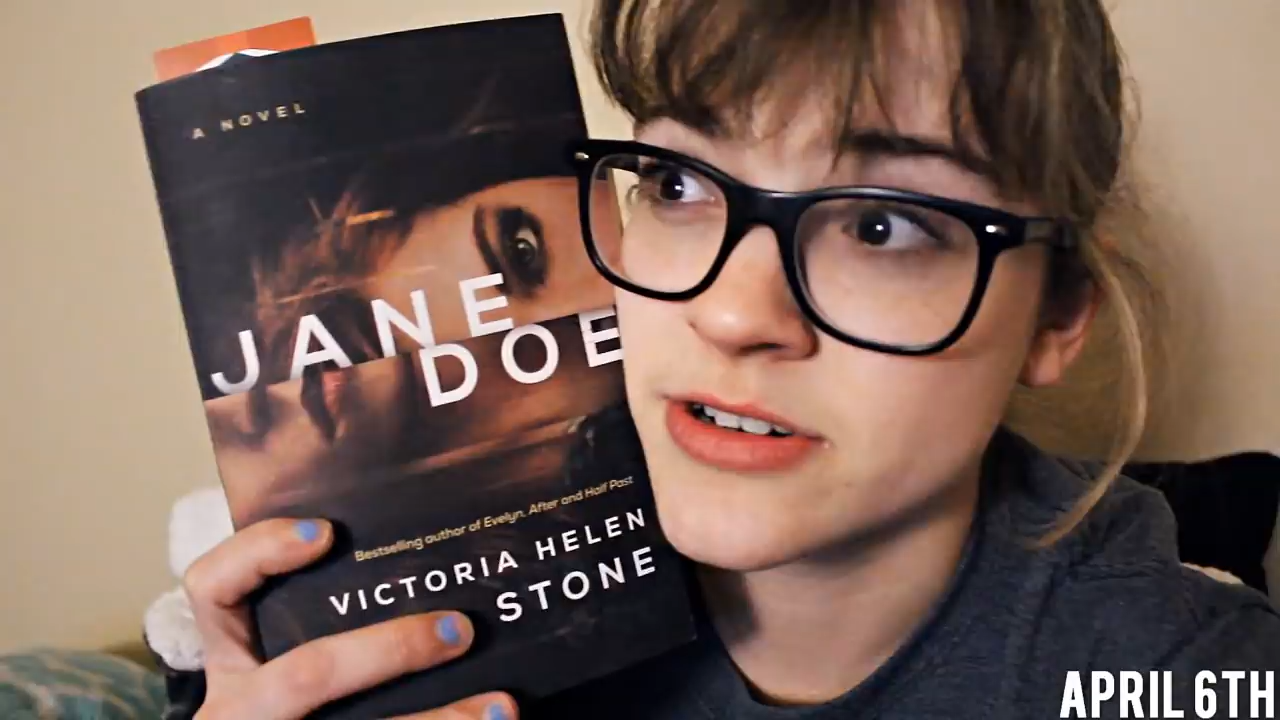 A NOVEL
JANE
DOE
Bestselling author of Evelyn, After and Half Past
VICTORIA HELEN
STONE
APRIL 6TH